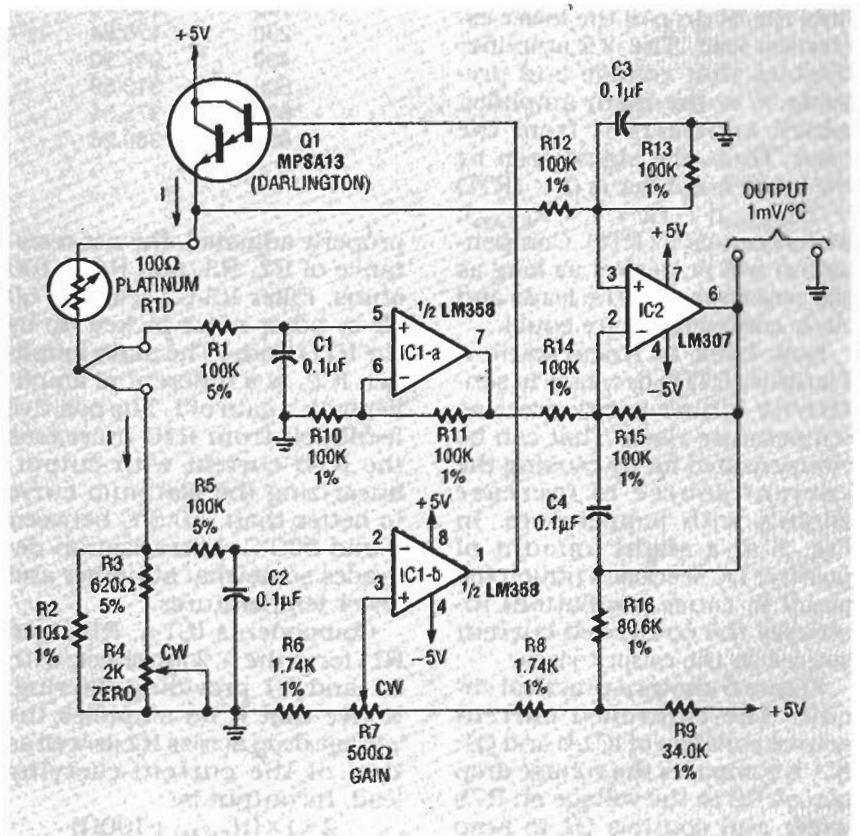 +5V
Q1
MPSA13
(DARLINGTON)
I
100Ω
PLATINUM
RTD
R1
100K
5%
C1
0.1µF
5
+
6
−
7
½ LM358
IC1-a
R10
100K
1%
R11
100K
1%
R12
100K
1%
C3
0.1µF
R13
100K
1%
OUTPUT
1mV/°C
+5V
3
+
2
−
7
6
4
IC2
LM307
−5V
R14
100K
1%
R15
100K
1%
C4
0.1µF
I
R5
100K
5%
C2
0.1µF
+5V
2
−
3
+
8
1
4
IC1-b
½ LM358
−5V
R2
110Ω
1%
R3
620Ω
5%
R4
2K
ZERO
CW
R6
1.74K
1%
CW
R7
500Ω
GAIN
R8
1.74K
1%
R16
80.6K
1%
R9
34.0K
1%
+5V